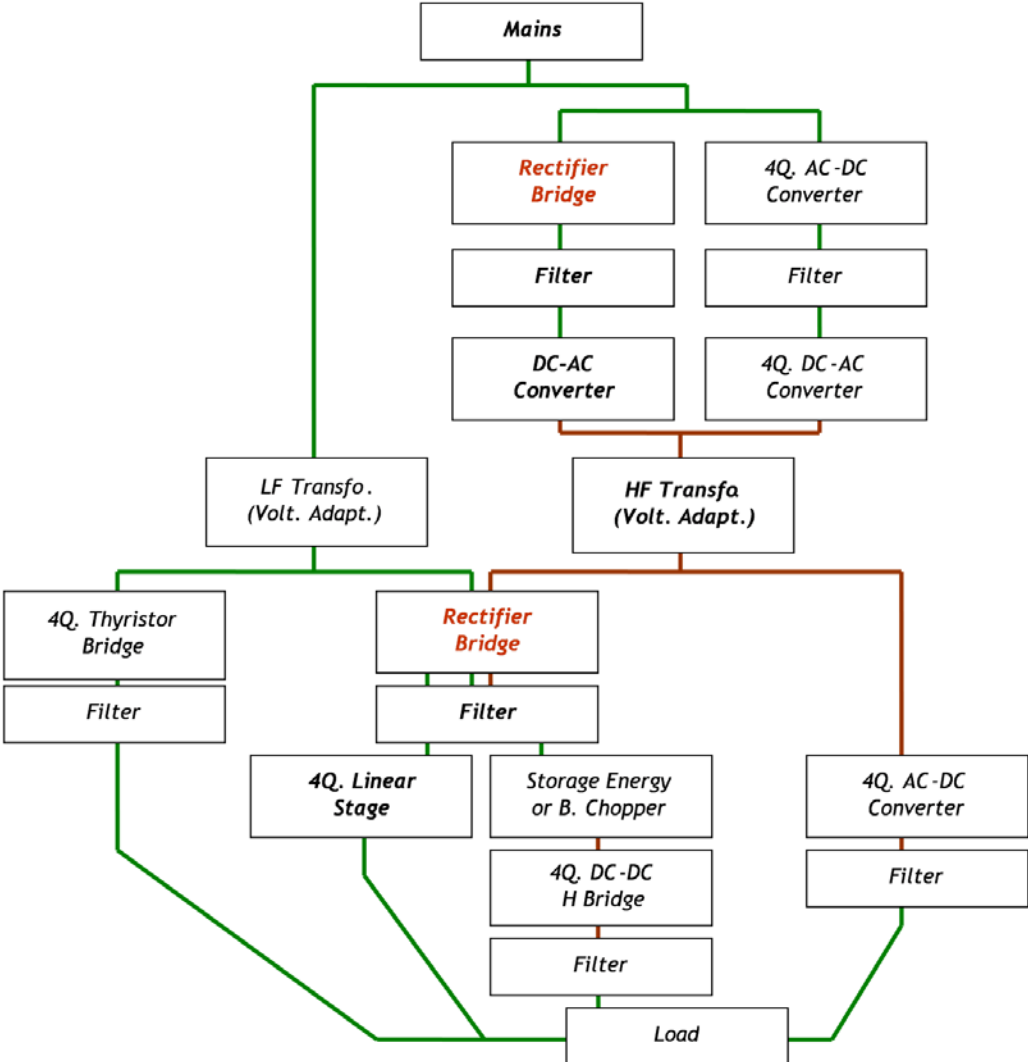 Mains
Rectifier
Bridge
4Q. AC-DC
Converter
Filter
Filter
DC-AC
Converter
4Q. DC-AC
Converter
LF Transfo.
(Volt. Adapt.)
HF Transfo.
(Volt. Adapt.)
4Q. Thyristor
Bridge
Rectifier
Bridge
Filter
Filter
4Q. Linear
Stage
Storage Energy
or B. Chopper
4Q. AC-DC
Converter
4Q. DC-DC
H Bridge
Filter
Filter
Load